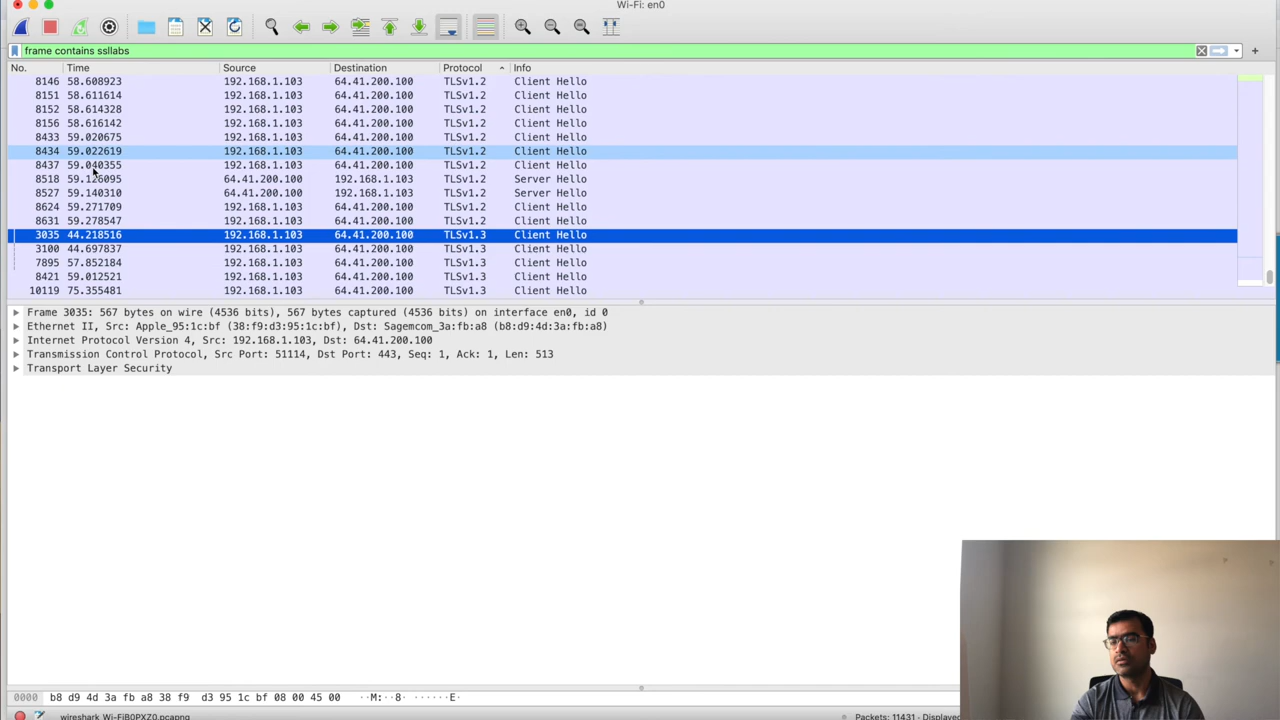 Wi-Fi: en0
frame contains ssllabs
No. Time Source Destination Protocol Info
8146 58.608923 192.168.1.103 64.41.200.100 TLSv1.2 Client Hello
8151 58.611614 192.168.1.103 64.41.200.100 TLSv1.2 Client Hello
8152 58.614328 192.168.1.103 64.41.200.100 TLSv1.2 Client Hello
8156 58.616142 192.168.1.103 64.41.200.100 TLSv1.2 Client Hello
8433 59.020675 192.168.1.103 64.41.200.100 TLSv1.2 Client Hello
8434 59.022619 192.168.1.103 64.41.200.100 TLSv1.2 Client Hello
8437 59.040355 192.168.1.103 64.41.200.100 TLSv1.2 Client Hello
8518 59.126095 64.41.200.100 192.168.1.103 TLSv1.2 Server Hello
8527 59.140310 64.41.200.100 192.168.1.103 TLSv1.2 Server Hello
8624 59.271709 192.168.1.103 64.41.200.100 TLSv1.2 Client Hello
8631 59.278547 192.168.1.103 64.41.200.100 TLSv1.2 Client Hello
3035 44.218516 192.168.1.103 64.41.200.100 TLSv1.3 Client Hello
3100 44.697837 192.168.1.103 64.41.200.100 TLSv1.3 Client Hello
7895 57.852184 192.168.1.103 64.41.200.100 TLSv1.3 Client Hello
8421 59.012521 192.168.1.103 64.41.200.100 TLSv1.3 Client Hello
10119 75.355481 192.168.1.103 64.41.200.100 TLSv1.3 Client Hello
Frame 3035: 567 bytes on wire (4536 bits), 567 bytes captured (4536 bits) on interface en0, id 0
Ethernet II, Src: Apple_95:1c:bf (38:f9:d3:95:1c:bf), Dst: Sagemcom_3a:fb:a8 (b8:d9:4d:3a:fb:a8)
Internet Protocol Version 4, Src: 192.168.1.103, Dst: 64.41.200.100
Transmission Control Protocol, Src Port: 51114, Dst Port: 443, Seq: 1, Ack: 1, Len: 513
Transport Layer Security
0000 b8 d9 4d 3a fb a8 38 f9 d3 95 1c bf 08 00 45 00 ··M:··8· ······E·
wireshark_Wi-FiB0PXZ0.pcapng Packets: 11431 · Displayed